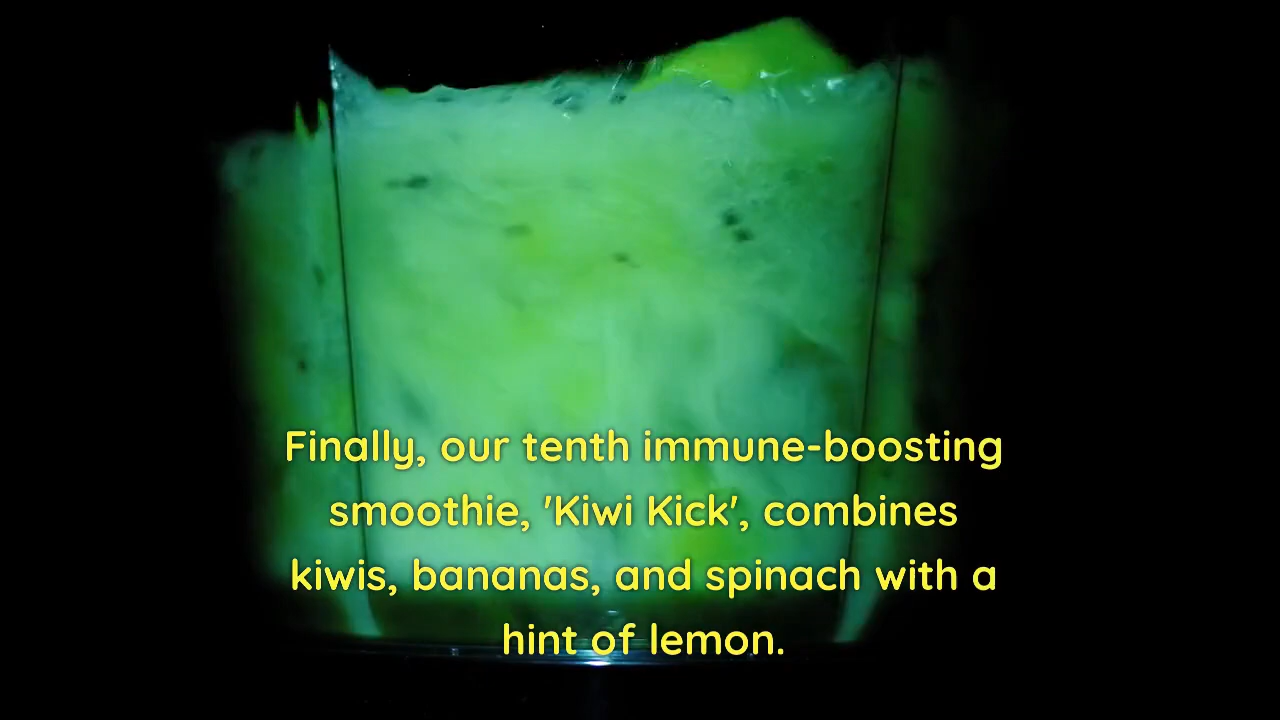 Finally, our tenth immune-boosting
smoothie, 'Kiwi Kick', combines
kiwis, bananas, and spinach with a
hint of lemon.